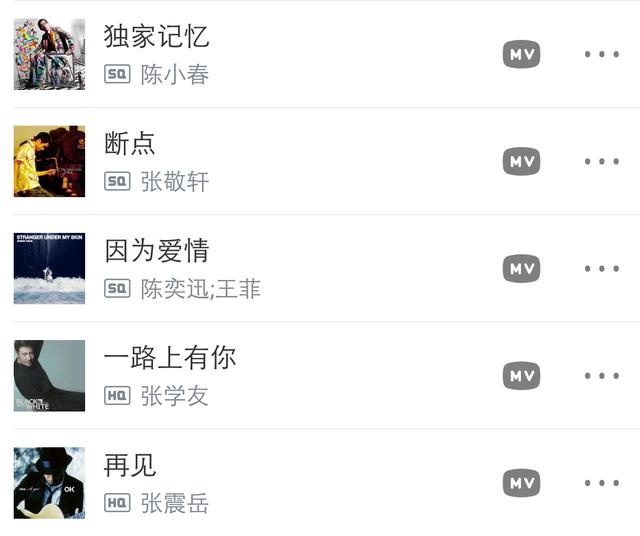 独家记忆
MV
SQ 陈小春
断点
MV
SQ 张敬轩
STRANGER UNDER MY SKIN
因为爱情
MV
SQ 陈奕迅;王菲
一路上有你
MV
HQ 张学友
BLACK
WHITE
再见
MV
HQ 张震岳
OK